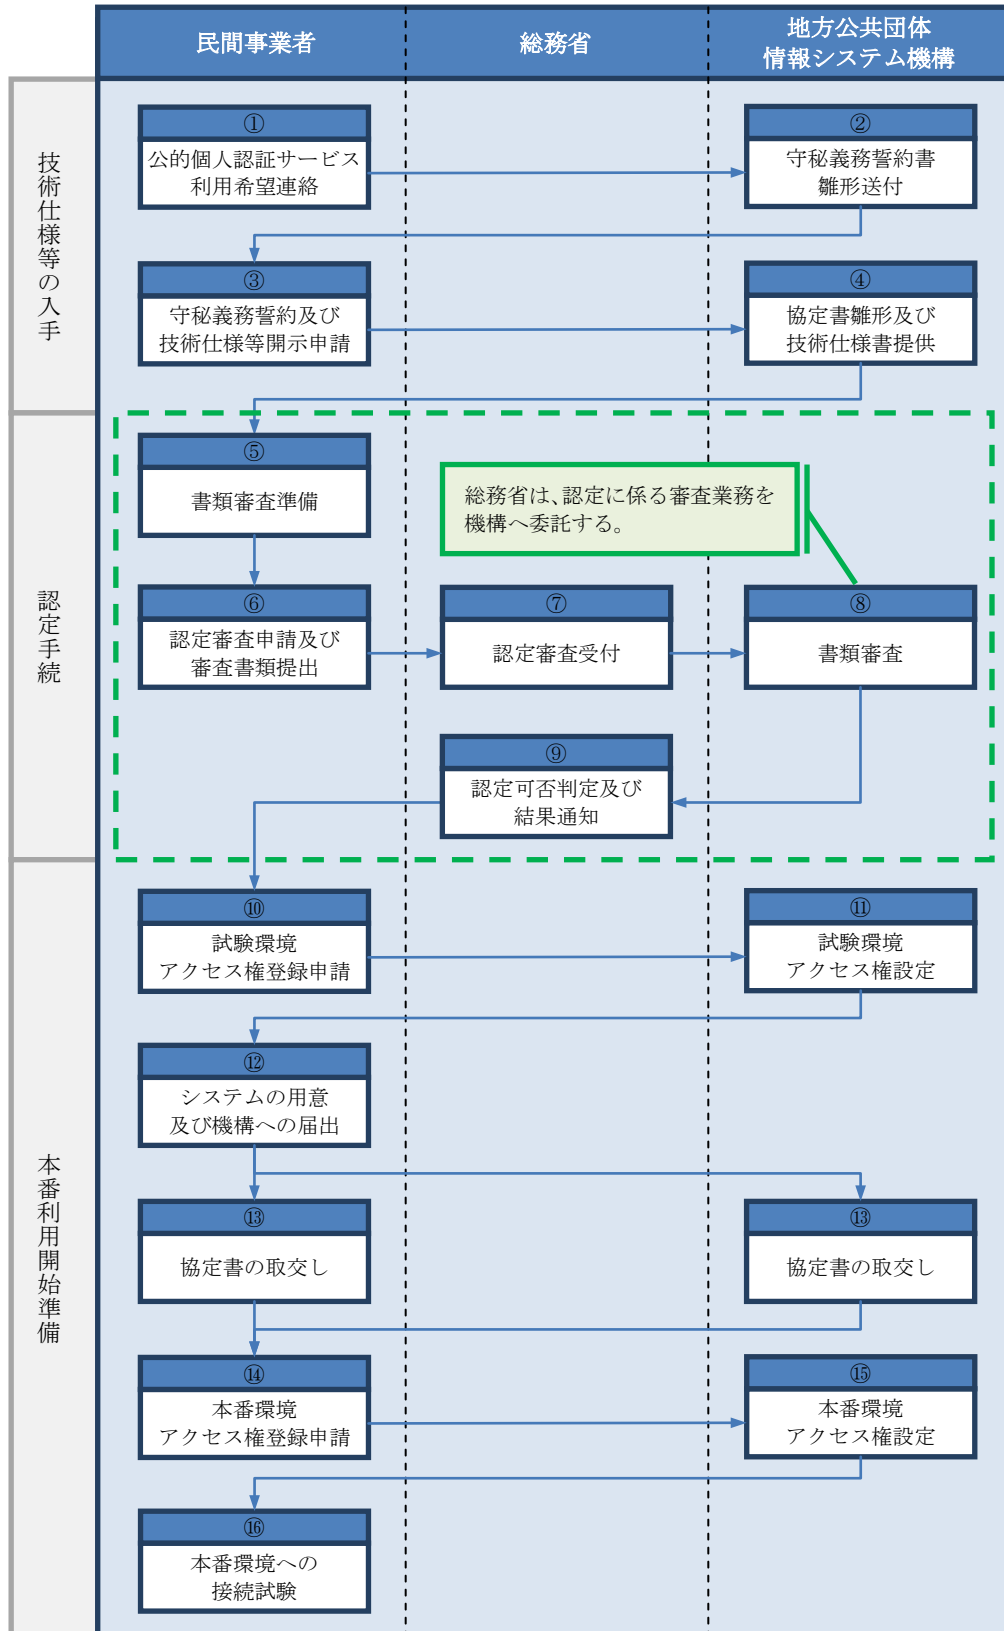 民間事業者
総務省
地方公共団体
情報システム機構
技術仕様等の入手
①
公的個人認証サービス
利用希望連絡
②
守秘義務誓約書
雛形送付
③
守秘義務誓約及び
技術仕様等開示申請
④
協定書雛形及び
技術仕様書提供
認定手続
⑤
書類審査準備
総務省は、認定に係る審査業務を
機構へ委託する。
⑥
認定審査申請及び
審査書類提出
⑦
認定審査受付
⑧
書類審査
⑨
認定可否判定及び
結果通知
本番利用開始準備
⑩
試験環境
アクセス権登録申請
⑪
試験環境
アクセス権設定
⑫
システムの用意
及び機構への届出
⑬
協定書の取交し
⑬
協定書の取交し
⑭
本番環境
アクセス権登録申請
⑮
本番環境
アクセス権設定
⑯
本番環境への
接続試験